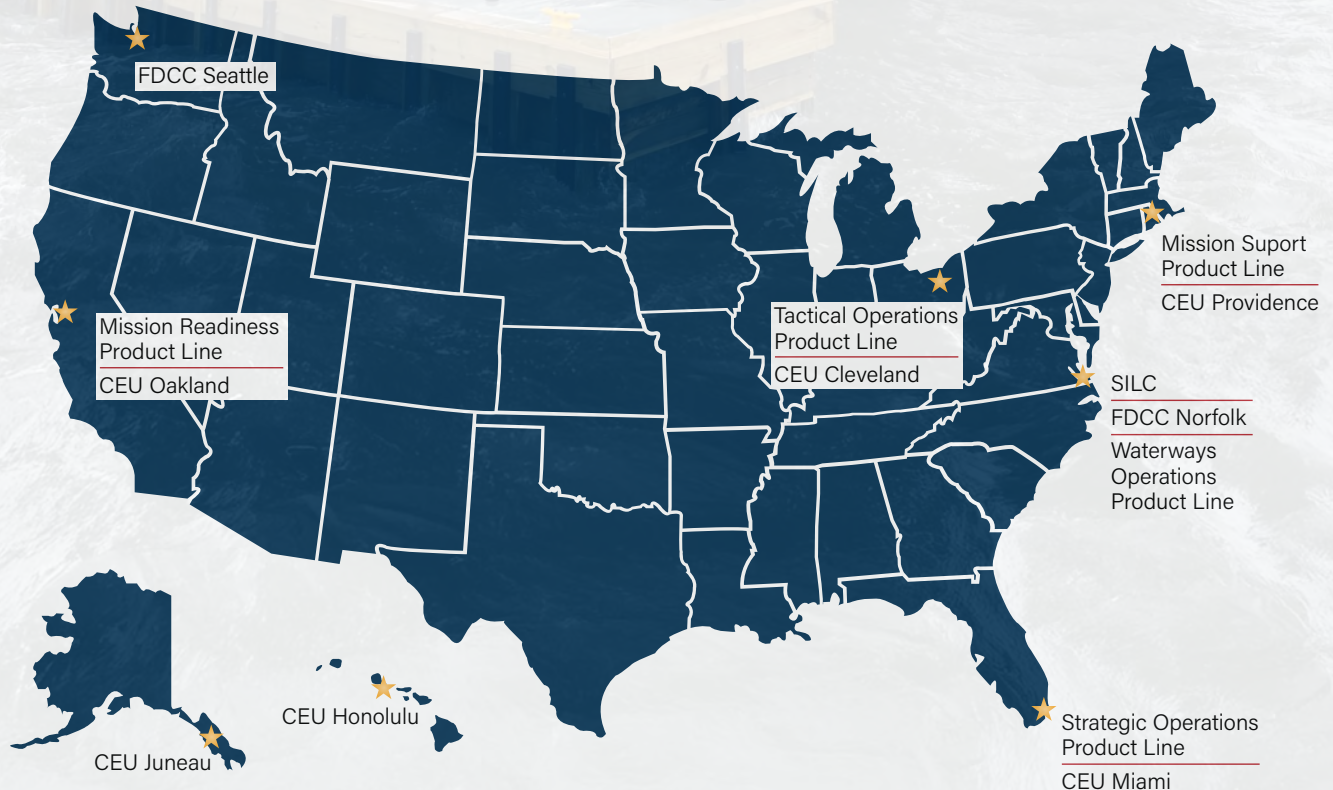 FDCC Seattle
Mission Readiness
Product Line
CEU Oakland
Tactical Operations
Product Line
CEU Cleveland
Mission Suport
Product Line
CEU Providence
SILC
FDCC Norfolk
Waterways
Operations
Product Line
CEU Honolulu
CEU Juneau
Strategic Operations
Product Line
CEU Miami